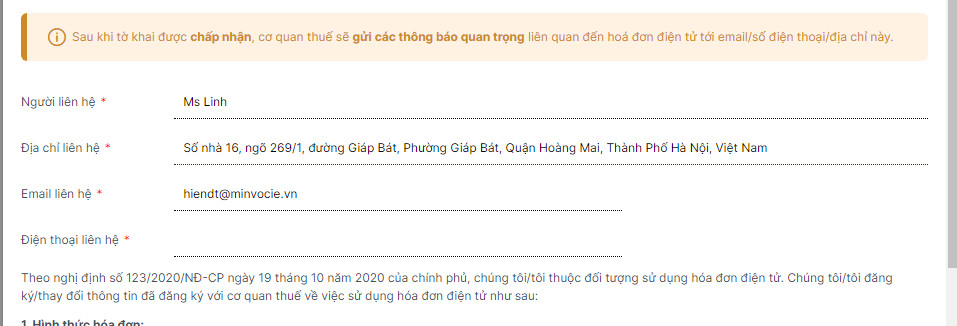 Sau khi tờ khai được chấp nhận, cơ quan thuế sẽ gửi các thông báo quan trọng liên quan đến hoá đơn điện tử tới email/số điện thoại/địa chỉ này.
Người liên hệ *
Ms Linh
Địa chỉ liên hệ *
Số nhà 16, ngõ 269/1, đường Giáp Bát, Phường Giáp Bát, Quận Hoàng Mai, Thành Phố Hà Nội, Việt Nam
Email liên hệ *
hiendt@minvocie.vn
Điện thoại liên hệ *
Theo nghị định số 123/2020/NĐ-CP ngày 19 tháng 10 năm 2020 của chính phủ, chúng tôi/tôi thuộc đối tượng sử dụng hóa đơn điện tử. Chúng tôi/tôi đăng
ký/thay đổi thông tin đã đăng ký với cơ quan thuế về việc sử dụng hóa đơn điện tử như sau:
1. Hình thức hóa đơn: